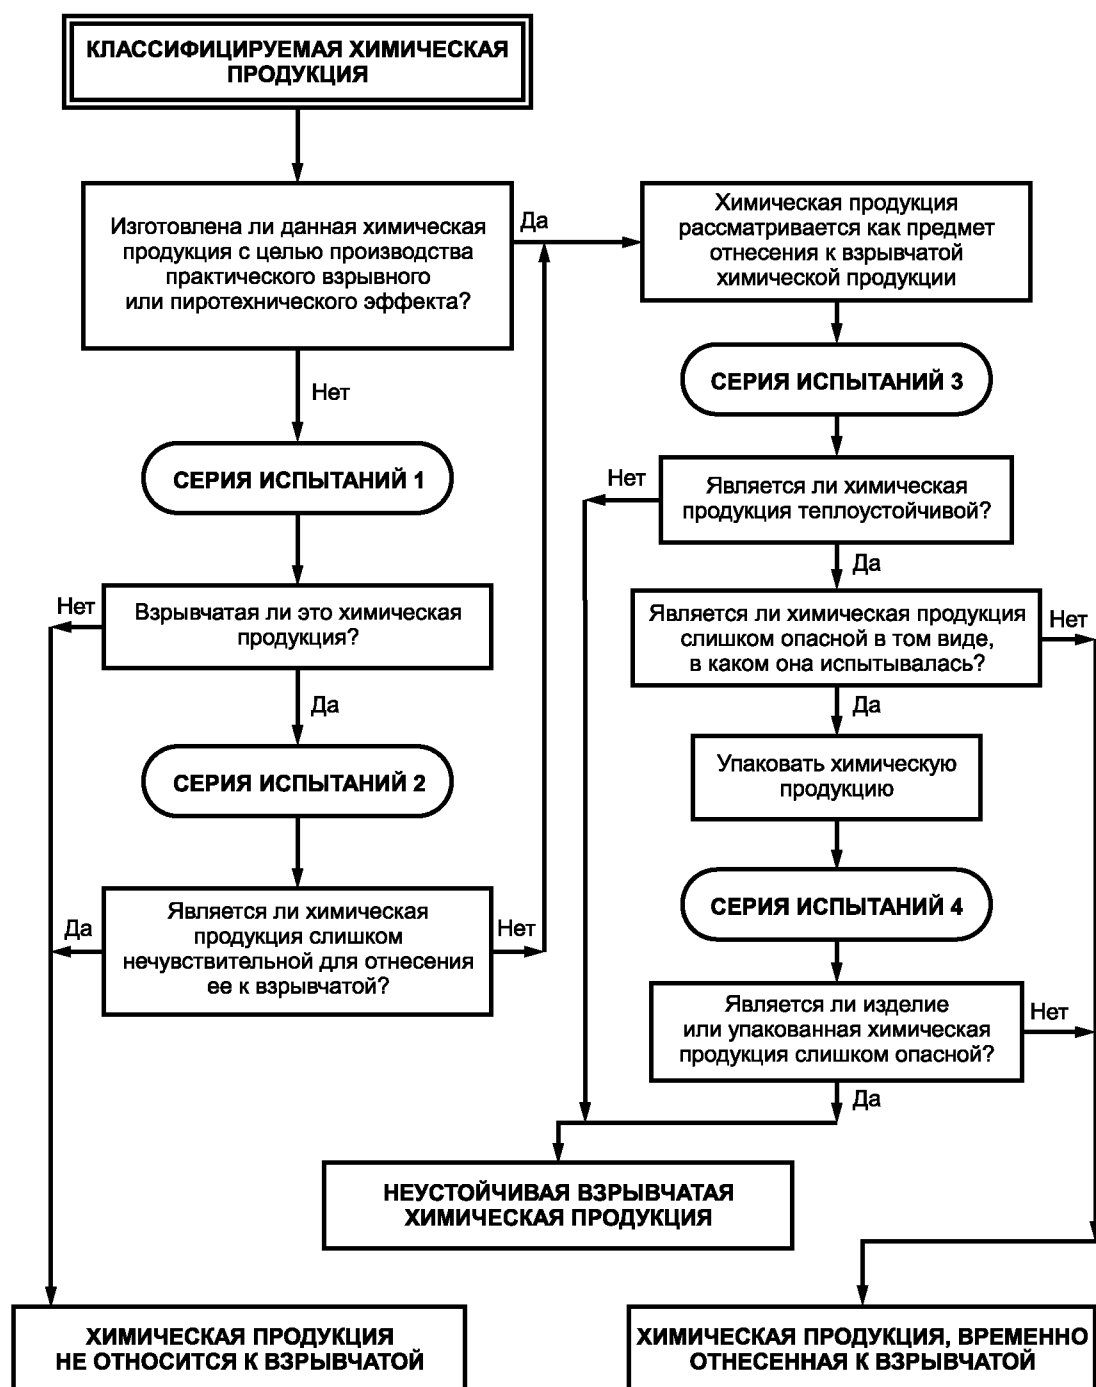 КЛАССИФИЦИРУЕМАЯ ХИМИЧЕСКАЯ
ПРОДУКЦИЯ
Изготовлена ли данная химическая
продукция с целью производства
практического взрывного
или пиротехнического эффекта?
Да
Нет
СЕРИЯ ИСПЫТАНИЙ 1
Нет
Взрывчатая ли это химическая
продукция?
Да
СЕРИЯ ИСПЫТАНИЙ 2
Да
Является ли химическая
продукция слишком
нечувствительной для отнесения
ее к взрывчатой?
Нет
Химическая продукция
рассматривается как предмет
отнесения к взрывчатой
химической продукции
СЕРИЯ ИСПЫТАНИЙ 3
Нет
Является ли химическая
продукция теплоустойчивой?
Да
Является ли химическая продукция
слишком опасной в том виде,
в каком она испытывалась?
Нет
Да
Упаковать химическую
продукцию
СЕРИЯ ИСПЫТАНИЙ 4
Является ли изделие
или упакованная химическая
продукция слишком опасной?
Нет
Да
НЕУСТОЙЧИВАЯ ВЗРЫВЧАТАЯ
ХИМИЧЕСКАЯ ПРОДУКЦИЯ
ХИМИЧЕСКАЯ ПРОДУКЦИЯ
НЕ ОТНОСИТСЯ К ВЗРЫВЧАТОЙ
ХИМИЧЕСКАЯ ПРОДУКЦИЯ, ВРЕМЕННО
ОТНЕСЕННАЯ К ВЗРЫВЧАТОЙ